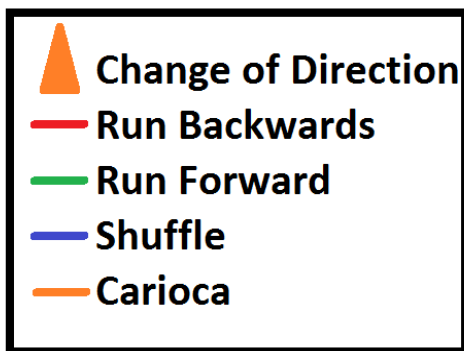 Change of Direction
Run Backwards
Run Forward
Shuffle
Carioca